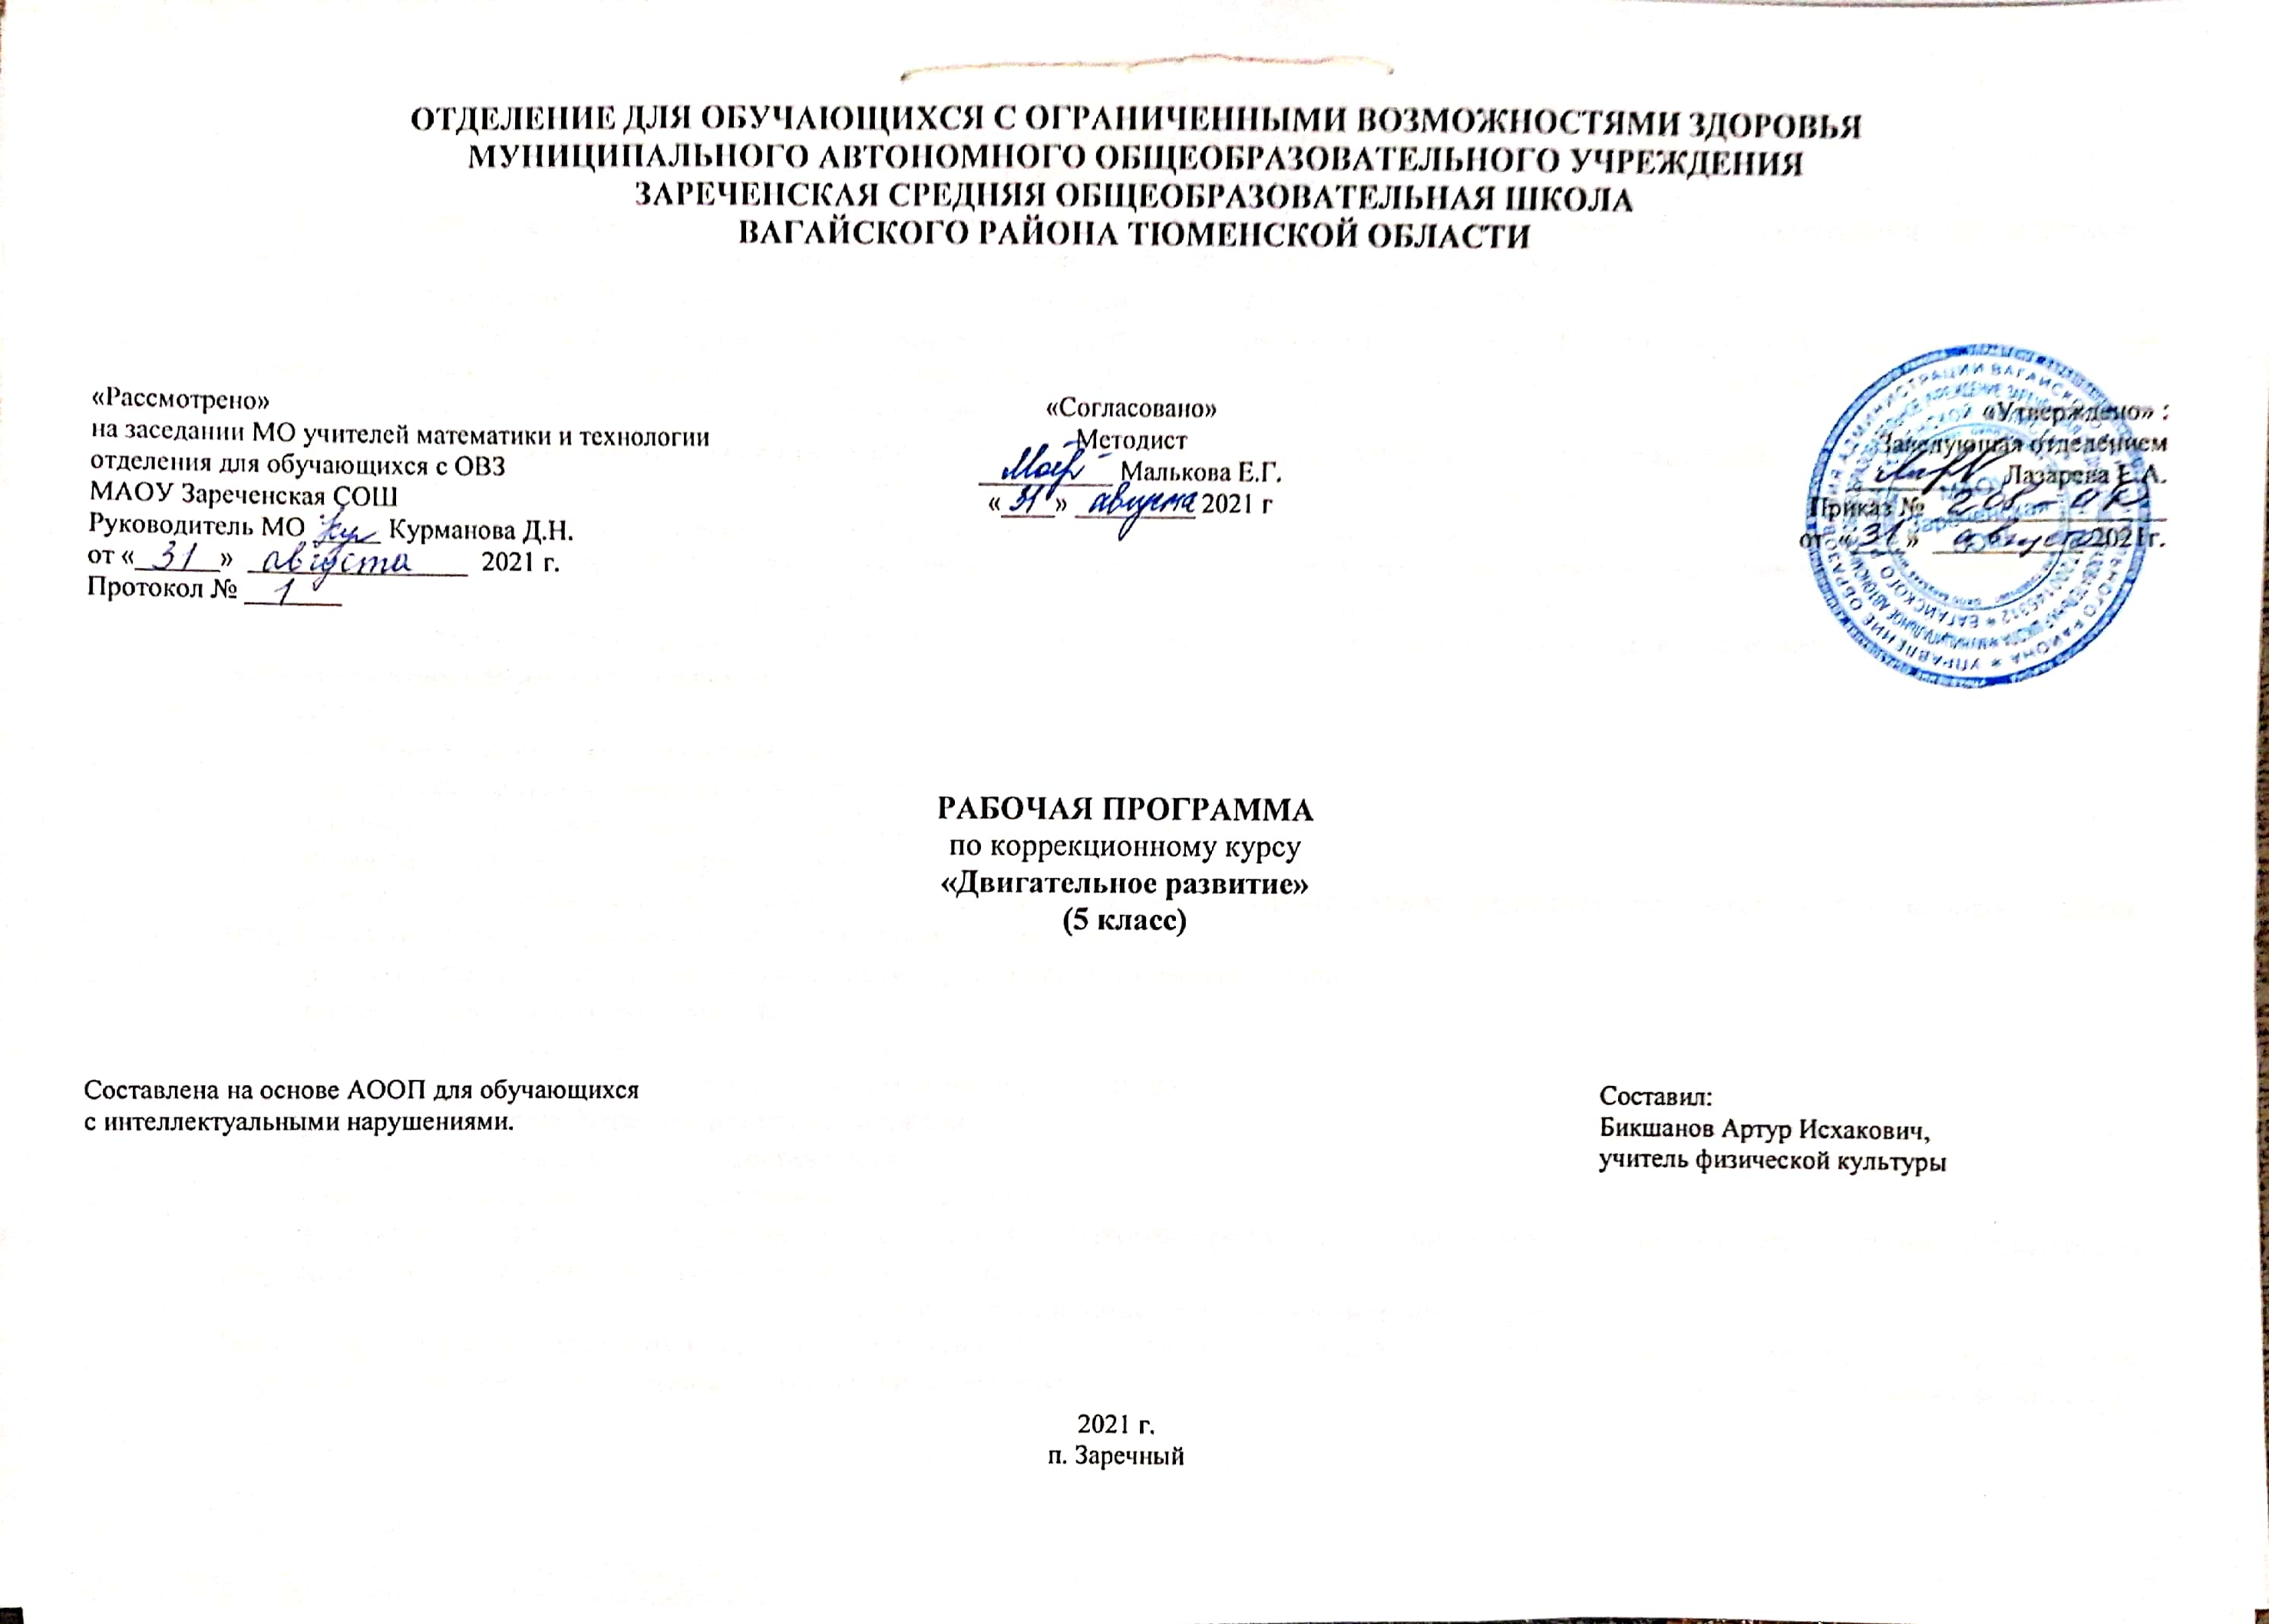 ОТДЕЛЕНИЕ ДЛЯ ОБУЧАЮЩИХСЯ С ОГРАНИЧЕННЫМИ ВОЗМОЖНОСТЯМИ ЗДОРОВЬЯ
МУНИЦИПАЛЬНОГО АВТОНОМНОГО ОБЩЕОБРАЗОВАТЕЛЬНОГО УЧРЕЖДЕНИЯ
ЗАРЕЧЕНСКАЯ СРЕДНЯЯ ОБЩЕОБРАЗОВАТЕЛЬНАЯ ШКОЛА
ВАГАЙСКОГО РАЙОНА ТЮМЕНСКОЙ ОБЛАСТИ
«Рассмотрено»
на заседании МО учителей математики и технологии
отделения для обучающихся с ОВЗ
МАОУ Зареченская СОШ
Руководитель МО Курманова Д.Н.
от «31» августа 2021 г.
Протокол № 1
«Согласовано»
Методист
Малькова Е.Г.
«31» августа 2021 г
«Утверждено» :
Заведующая отделением
Лазарева Е.А.
Приказ № 208-ОД
от «31» августа 2021г.
РАБОЧАЯ ПРОГРАММА
по коррекционному курсу
«Двигательное развитие»
(5 класс)
Составлена на основе АООП для обучающихся
с интеллектуальными нарушениями.
Составил:
Бикшанов Артур Исхакович,
учитель физической культуры
2021 г.
п. Заречный